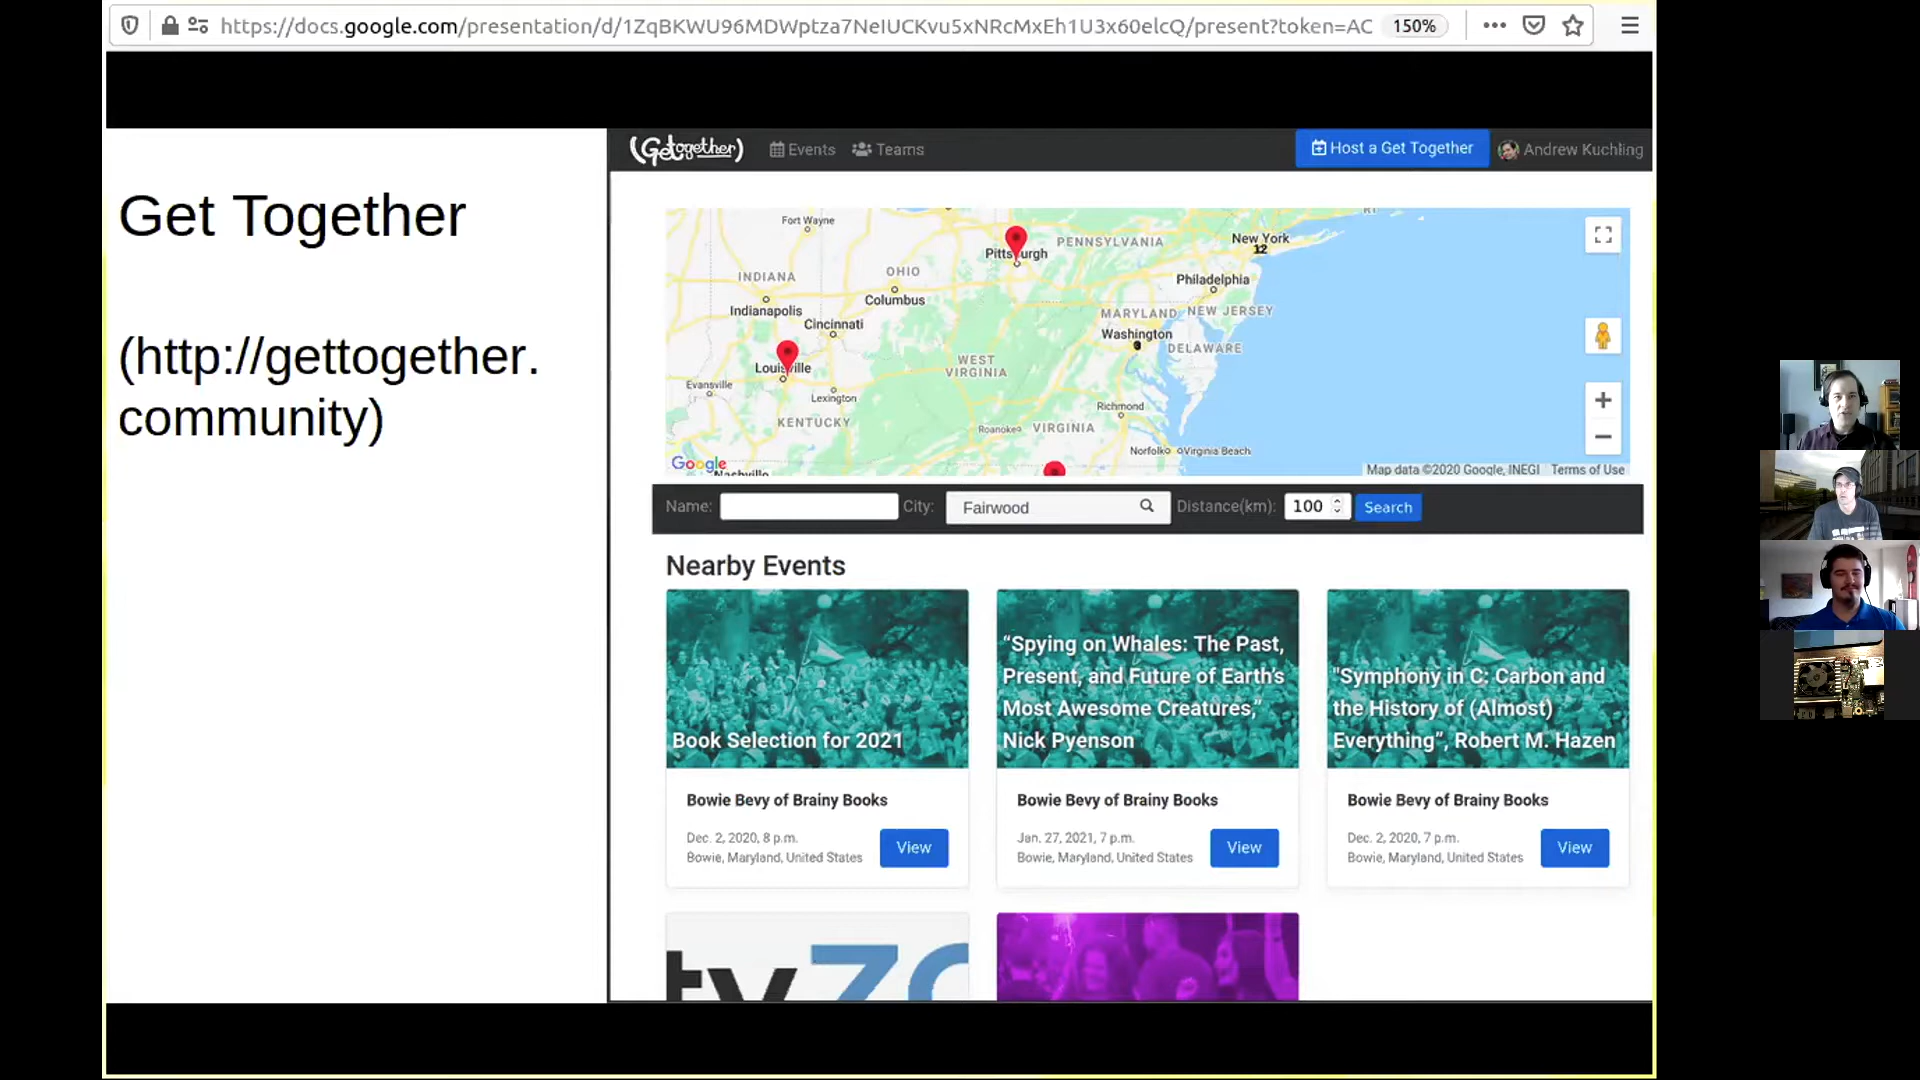 https://docs.google.com/presentation/d/1ZqBKWU96MDWptza7NeIUCKvu5xNRcMxEh1U3x60elcQ/present?token=AC
150%
Get Together
(http://gettogether.
community)
(Getogether)
Events
Teams
Host a Get Together
Andrew Kuchling
Fort Wayne
Pittsburgh
PENNSYLVANIA
New York
12
INDIANA
OHIO
Columbus
Philadelphia
Indianapolis
Cincinnati
MARYLAND
NEW JERSEY
Washington
DELAWARE
Louisville
WEST
VIRGINIA
Evansville
Lexington
Richmond
KENTUCKY
Roanoke
VIRGINIA
Norfolk
Virginia Beach
Google
Nashville
Map data ©2020 Google, INEGI
Terms of Use
Name:
City:
Fairwood
Distance(km):
100
Search
Nearby Events
Book Selection for 2021
Bowie Bevy of Brainy Books
Dec. 2, 2020, 8 p.m.
Bowie, Maryland, United States
View
“Spying on Whales: The Past,
Present, and Future of Earth’s
Most Awesome Creatures,”
Nick Pyenson
Bowie Bevy of Brainy Books
Jan. 27, 2021, 7 p.m.
Bowie, Maryland, United States
View
"Symphony in C: Carbon and
the History of (Almost)
Everything”, Robert M. Hazen
Bowie Bevy of Brainy Books
Dec. 2, 2020, 7 p.m.
Bowie, Maryland, United States
View